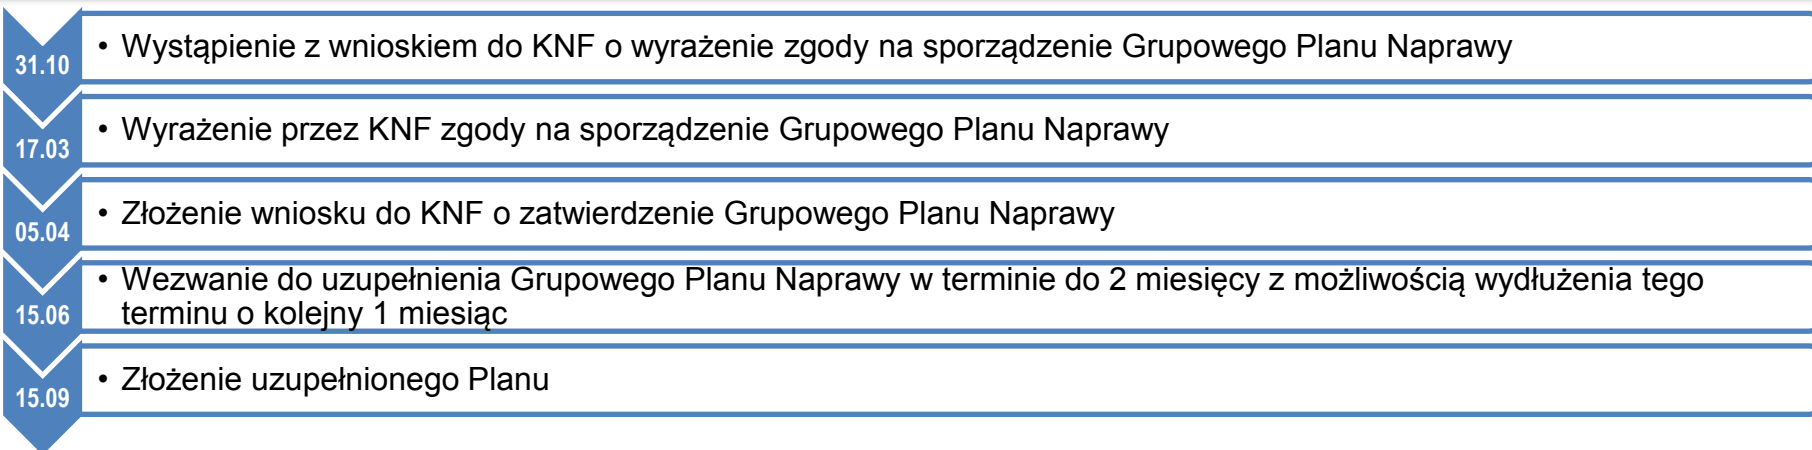 31.10
• Wystąpienie z wnioskiem do KNF o wyrażenie zgody na sporządzenie Grupowego Planu Naprawy
17.03
• Wyrażenie przez KNF zgody na sporządzenie Grupowego Planu Naprawy
05.04
• Złożenie wniosku do KNF o zatwierdzenie Grupowego Planu Naprawy
15.06
• Wezwanie do uzupełnienia Grupowego Planu Naprawy w terminie do 2 miesięcy z możliwością wydłużenia tego
terminu o kolejny 1 miesiąc
15.09
• Złożenie uzupełnionego Planu